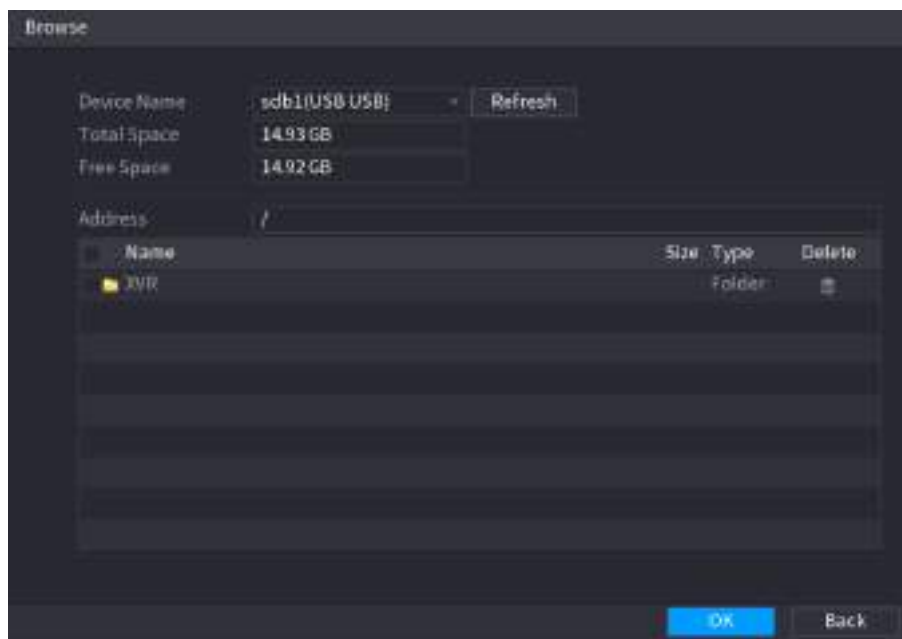 Browse
Device Name sdb1(USB USB) Refresh
Total Space 14.93 GB
Free Space 14.92 GB
Address /
Name Size Type Delete
XVR Folder
OK Back